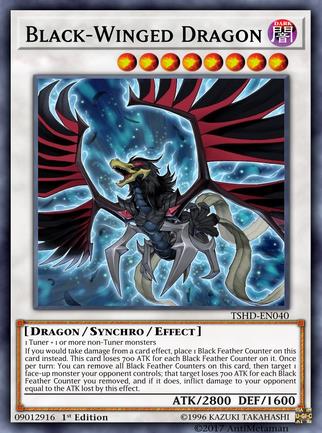 BLACK-WINGED DRAGON
DARK
闇
TSHD-EN040
[DRAGON / SYNCHRO / EFFECT]
1 Tuner + 1 or more non-Tuner monsters
If you would take damage from a card effect, place 1 Black Feather Counter on this
card instead. This card loses 700 ATK for each Black Feather Counter on it. Once
per turn: You can remove all Black Feather Counters on this card, then target 1
face-up monster your opponent controls; that target loses 700 ATK for each Black
Feather Counter you removed, and if it does, inflict damage to your opponent
equal to the ATK lost by this effect.
ATK/2800 DEF/1600
09012916 1st Edition
©1996 KAZUKI TAKAHASHI
©2017 AntiMetaman